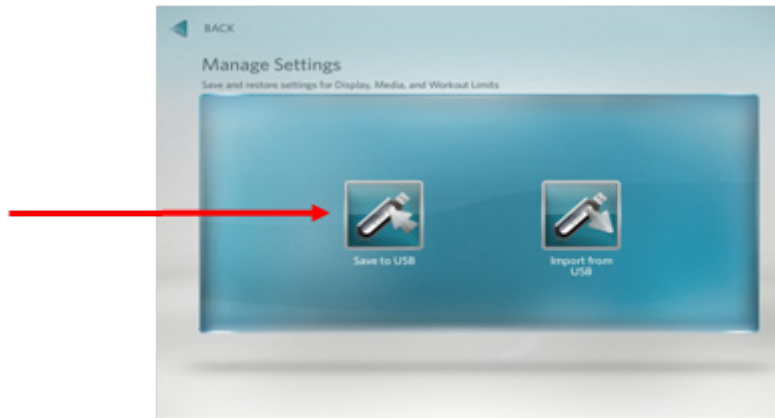 BACK
Manage Settings
Save and restore settings for Display, Media, and Workout Limits
Save to USB
Import from
USB